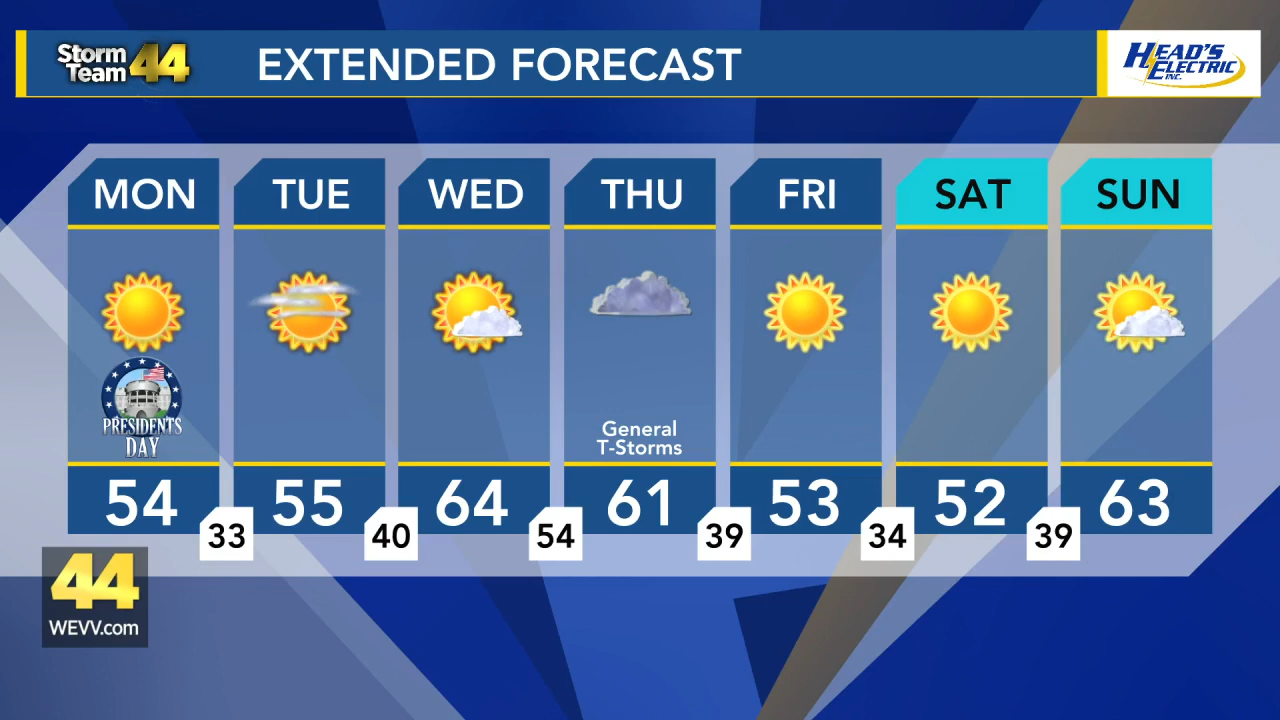 Storm
Team 44
EXTENDED FORECAST
HEAD'S
ELECTRIC
INC.
MON TUE WED THU FRI SAT SUN
PRESIDENTS
DAY
General
T-Storms
54 55 64 61 53 52 63
33 40 54 39 34 39
44
WEVV.com